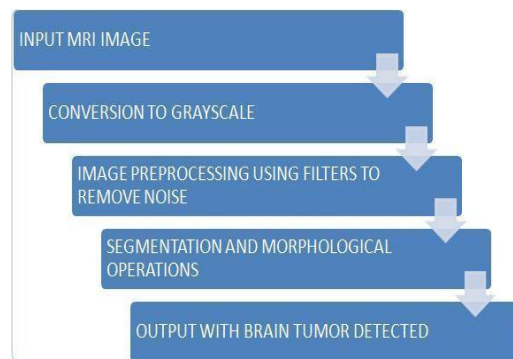 INPUT MRI IMAGE
CONVERSION TO GRAYSCALE
IMAGE PREPROCESSING USING FILTERS TO
REMOVE NOISE
SEGMENTATION AND MORPHOLOGICAL
OPERATIONS
OUTPUT WITH BRAIN TUMOR DETECTED